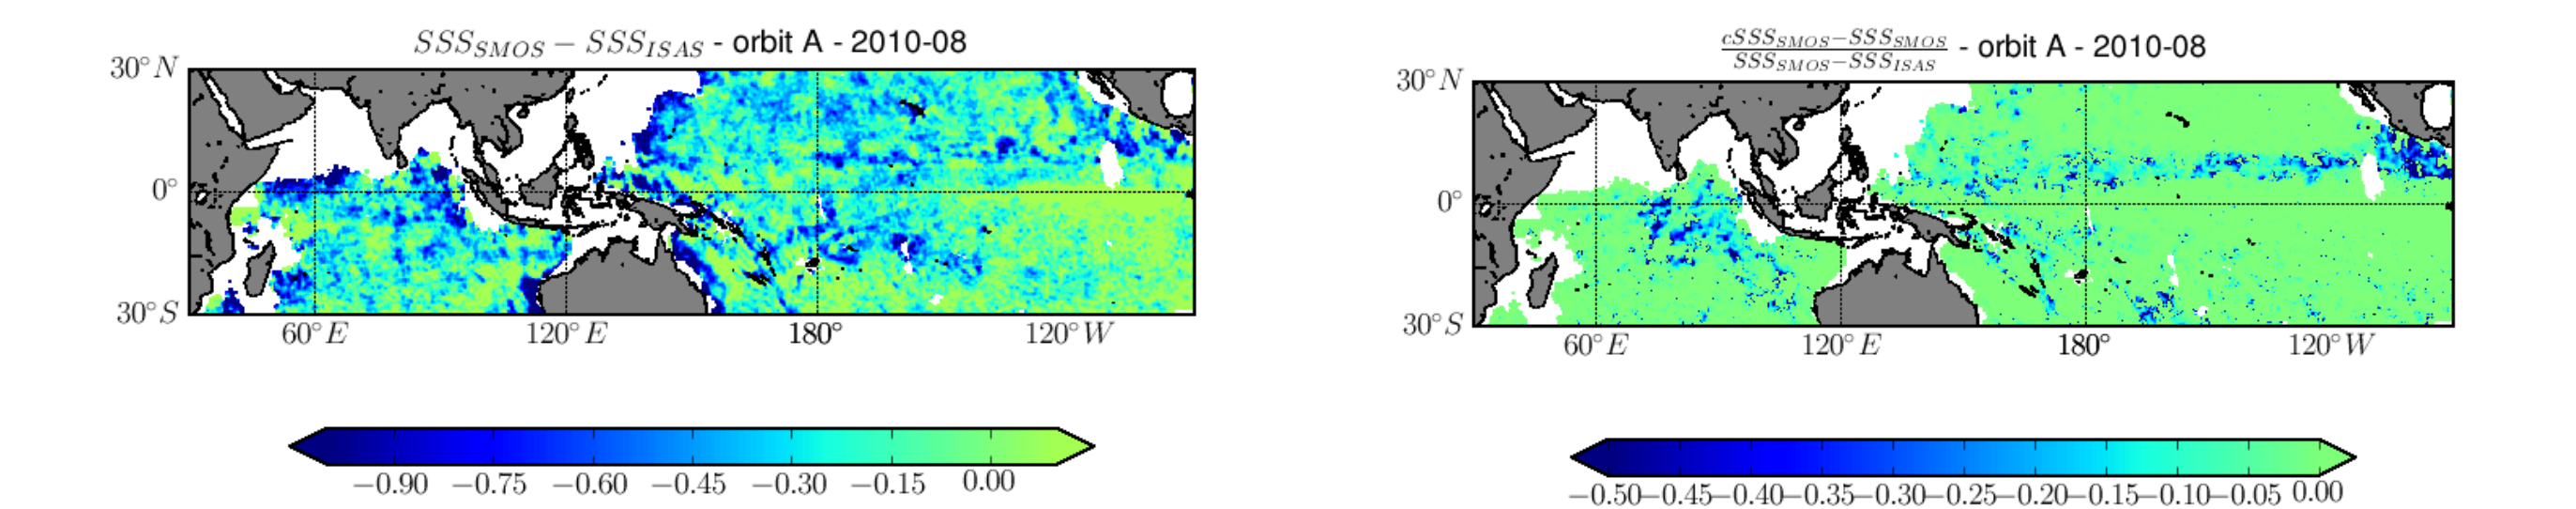 SSS_SMOS − SSS_ISAS - orbit A - 2010-08
30°N
0°
30°S
60°E 120°E 180° 120°W
−0.90 −0.75 −0.60 −0.45 −0.30 −0.15 0.00
cSSS_SMOS−SSS_SMOS
SSS_SMOS−SSS_ISAS
- orbit A - 2010-08
30°N
0°
30°S
60°E 120°E 180° 120°W
−0.50−0.45−0.40−0.35−0.30−0.25−0.20−0.15−0.10−0.05 0.00